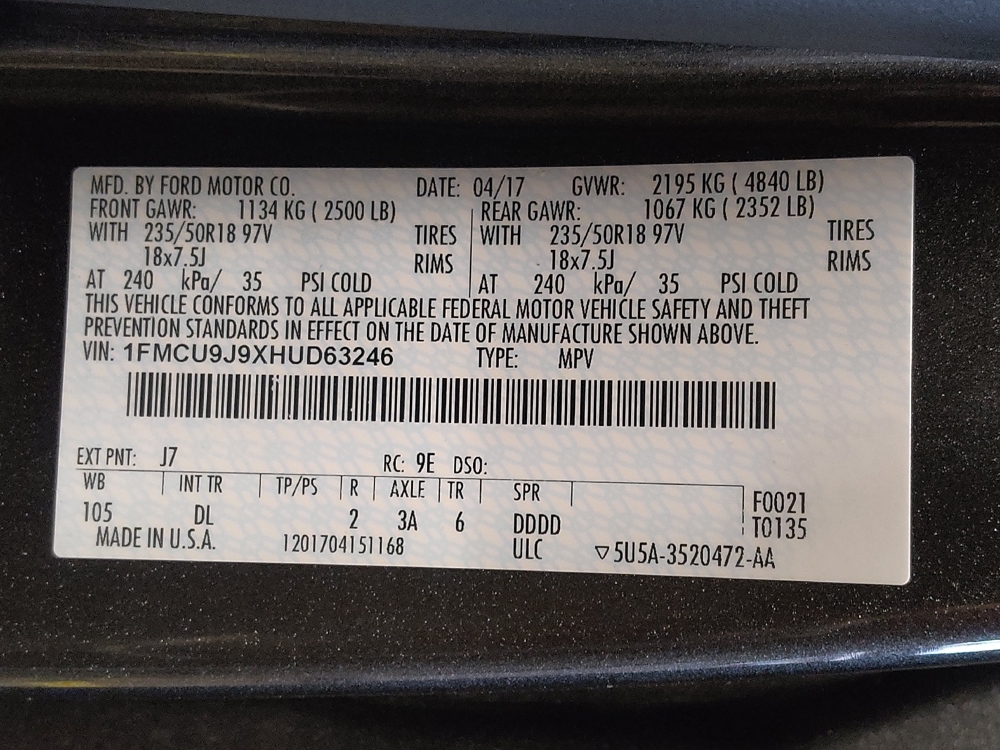 MFD. BY FORD MOTOR CO. DATE: 04/17 GVWR: 2195 KG ( 4840 LB)
FRONT GAWR: 1134 KG ( 2500 LB) REAR GAWR: 1067 KG ( 2352 LB)
WITH 235/50R18 97V TIRES WITH 235/50R18 97V TIRES
18x7.5J RIMS 18x7.5J RIMS
AT 240 kPa/ 35 PSI COLD AT 240 kPa/ 35 PSI COLD
THIS VEHICLE CONFORMS TO ALL APPLICABLE FEDERAL MOTOR VEHICLE SAFETY AND THEFT
PREVENTION STANDARDS IN EFFECT ON THE DATE OF MANUFACTURE SHOWN ABOVE.
VIN: 1FMCU9J9XHUD63246 TYPE: MPV
EXT PNT: J7 RC: 9E DSO:
WB INT TR TP/PS R AXLE TR SPR F0021
105 DL 2 3A 6 DDDD T0135
MADE IN U.S.A. 1201704151168 ULC ▽5U5A-3520472-AA